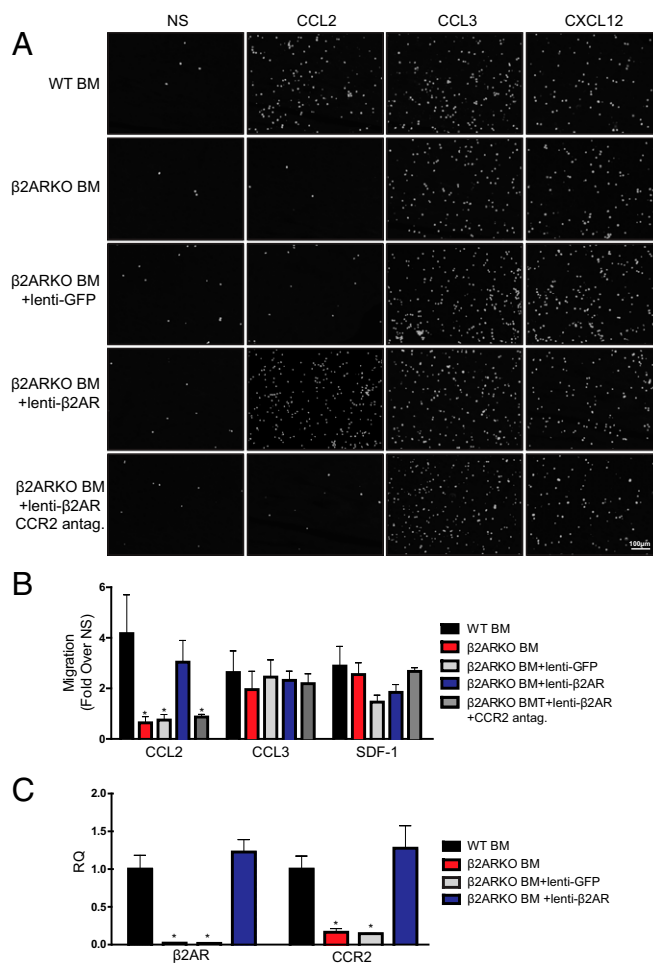 A
NS CCL2 CCL3 CXCL12
WT BM
β2ARKO BM
β2ARKO BM
+lenti-GFP
β2ARKO BM
+lenti-β2AR
β2ARKO BM
+lenti-β2AR
CCR2 antag.
100µm
B
Migration
(Fold Over NS)
6
4
2
0
* * *
CCL2 CCL3 SDF-1
WT BM
β2ARKO BM
β2ARKO BM+lenti-GFP
β2ARKO BM+lenti-β2AR
β2ARKO BMT+lenti-β2AR
+CCR2 antag.
C
RQ
2.0
1.5
1.0
0.5
0.0
* * * *
β2AR CCR2
WT BM
β2ARKO BM
β2ARKO BM+lenti-GFP
β2ARKO BM +lenti-β2AR